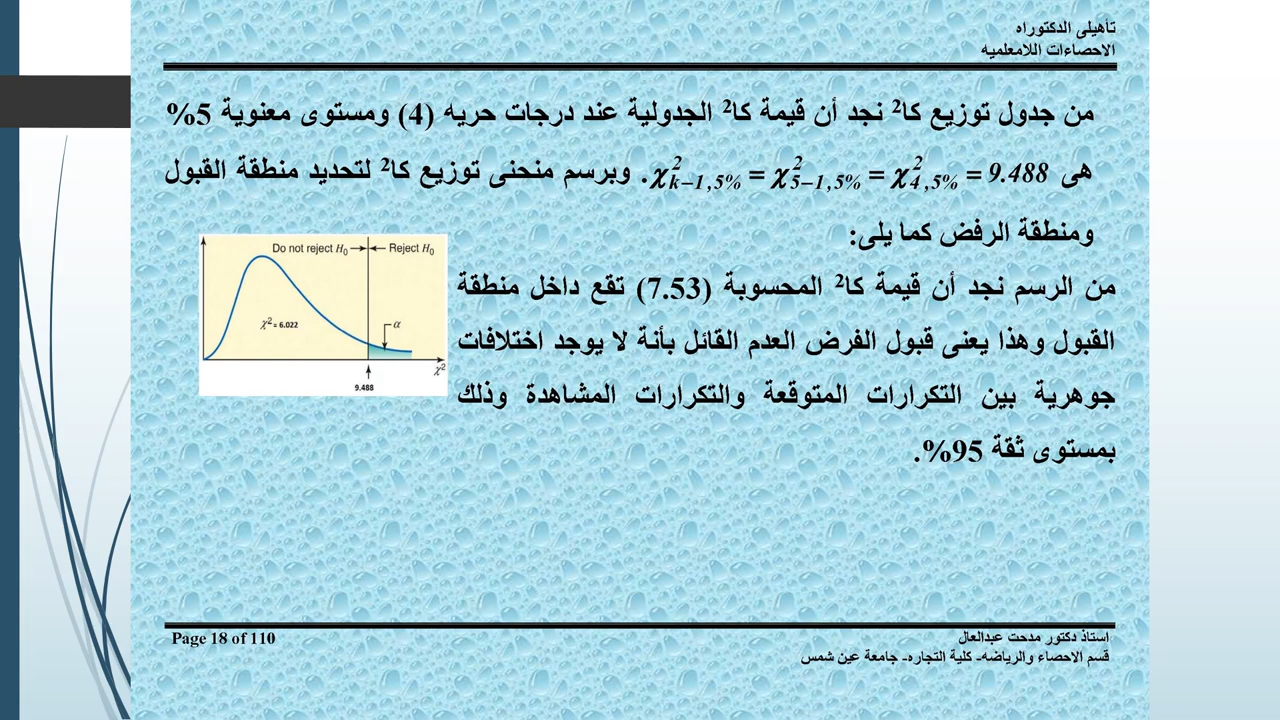 تأهيلى الدكتوراه
الاحصاءات اللامعلميه
من جدول توزيع كا² نجد أن قيمة كا² الجدولية عند درجات حريه (4) ومستوى معنوية 5%
هى χ²k–1,5% = χ²5–1,5% = χ²4,5% = 9.488. وبرسم منحنى توزيع كا² لتحديد منطقة القبول
ومنطقة الرفض كما يلى:
Do not reject H0
Reject H0
χ²= 6.022
α
χ²
9.488
من الرسم نجد أن قيمة كا² المحسوبة (7.53) تقع داخل منطقة
القبول وهذا يعنى قبول الفرض العدم القائل بأنة لا يوجد اختلافات
جوهرية بين التكرارات المتوقعة والتكرارات المشاهدة وذلك
بمستوى ثقة 95%.
استاذ دكتور مدحت عبدالعال
قسم الاحصاء والرياضه- كلية التجاره- جامعة عين شمس
Page 18 of 110